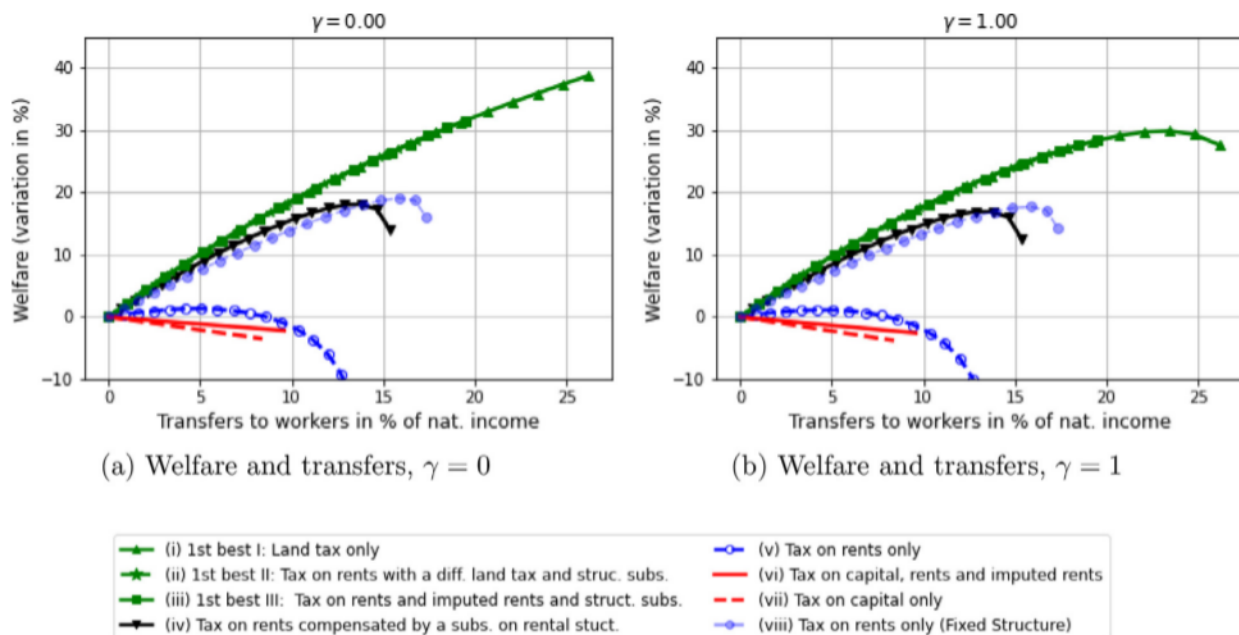 γ = 0.00
Welfare (variation in %)
40
30
20
10
0
−10
0 5 10 15 20 25
Transfers to workers in % of nat. income
(a) Welfare and transfers, γ = 0
γ = 1.00
Welfare (variation in %)
40
30
20
10
0
−10
0 5 10 15 20 25
Transfers to workers in % of nat. income
(b) Welfare and transfers, γ = 1
(i) 1st best I: Land tax only
(ii) 1st best II: Tax on rents with a diff. land tax and struc. subs.
(iii) 1st best III:  Tax on rents and imputed rents and struct. subs.
(iv) Tax on rents compensated by a subs. on rental stuct.
(v) Tax on rents only
(vi) Tax on capital, rents and imputed rents
(vii) Tax on capital only
(viii) Tax on rents only (Fixed Structure)